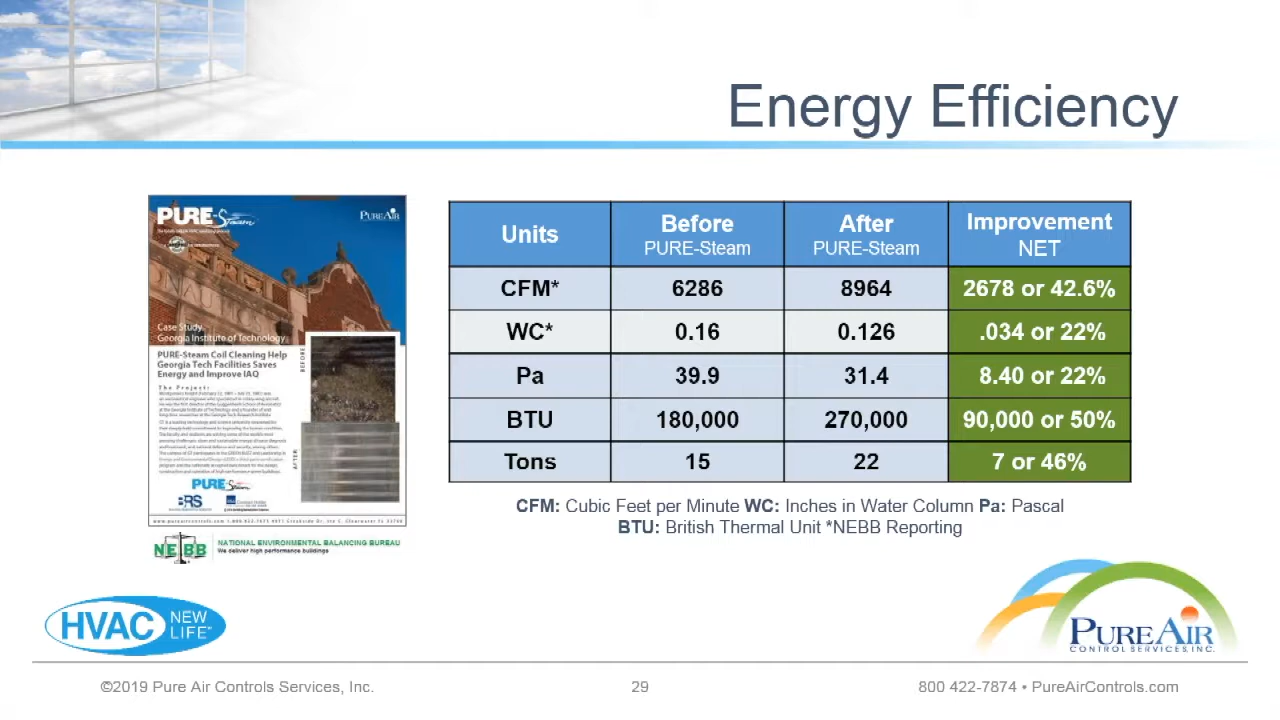 Energy Efficiency
PURE-Steam
PUREAIR
Case Study
Georgia Institute of Technology
PURE-Steam Coil Cleaning Help
Georgia Tech Facilities Saves
Energy and Improve IAQ
The Project:
BEFORE
AFTER
PURE-Steam
BRS
NEBB
NATIONAL ENVIRONMENTAL BALANCING BUREAU
We deliver high performance buildings
Units Before After Improvement
PURE-Steam PURE-Steam NET
CFM* 6286 8964 2678 or 42.6%
WC* 0.16 0.126 .034 or 22%
Pa 39.9 31.4 8.40 or 22%
BTU 180,000 270,000 90,000 or 50%
Tons 15 22 7 or 46%
CFM: Cubic Feet per Minute WC: Inches in Water Column Pa: Pascal
BTU: British Thermal Unit *NEBB Reporting
HVAC NEW
LIFE
PUREAIR
CONTROL SERVICES, INC.
©2019 Pure Air Controls Services, Inc. 29 800 422-7874 • PureAirControls.com